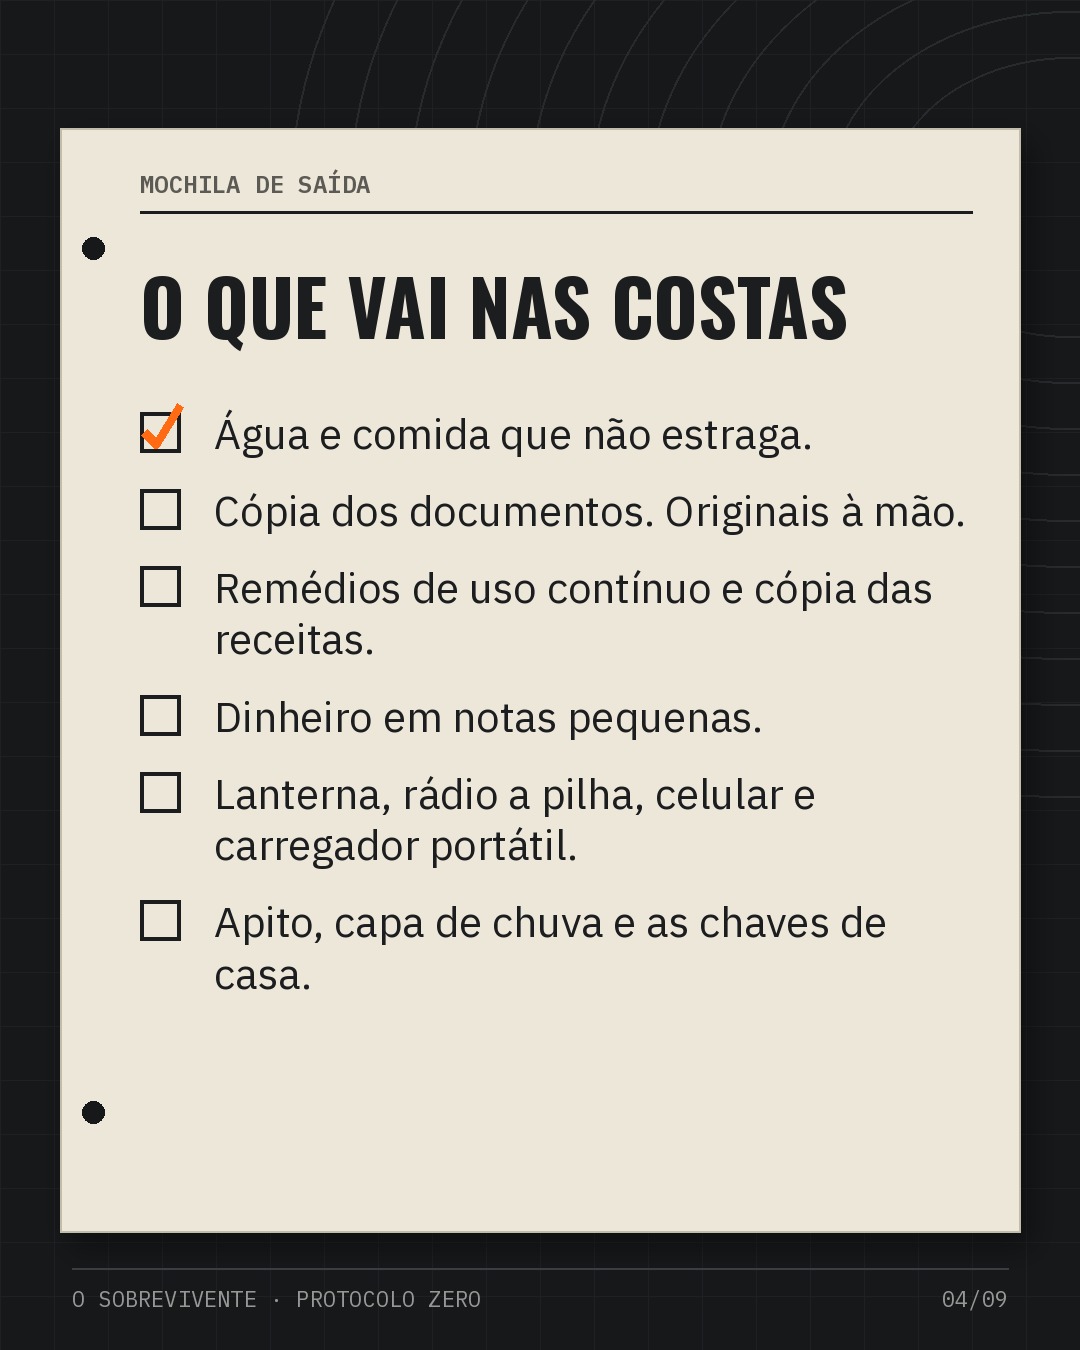 MOCHILA DE SAÍDA
O QUE VAI NAS COSTAS
Água e comida que não estraga.
Cópia dos documentos. Originais à mão.
Remédios de uso contínuo e cópia das
receitas.
Dinheiro em notas pequenas.
Lanterna, rádio a pilha, celular e
carregador portátil.
Apito, capa de chuva e as chaves de
casa.
O SOBREVIVENTE · PROTOCOLO ZERO
04/09